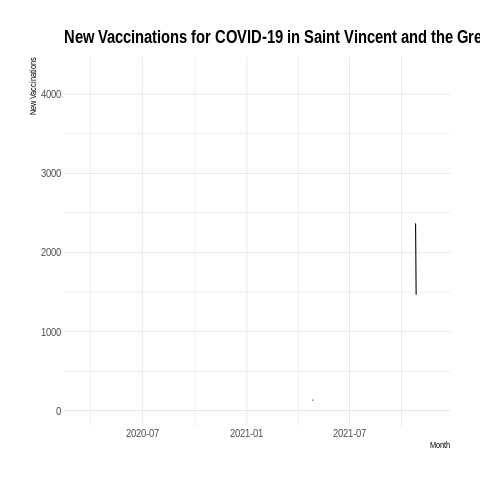 New Vaccinations for COVID-19 in Saint Vincent and the Gre
New Vaccinations
4000
3000
2000
1000
0
2020-07
2021-01
2021-07
Month